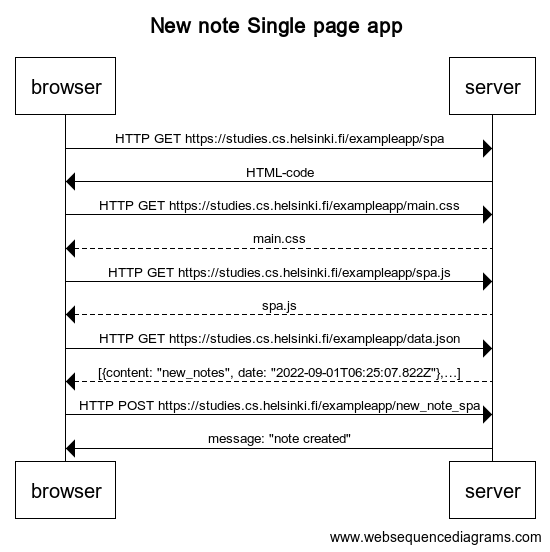 New note Single page app
browser server
HTTP GET https://studies.cs.helsinki.fi/exampleapp/spa
HTML-code
HTTP GET https://studies.cs.helsinki.fi/exampleapp/main.css
main.css
HTTP GET https://studies.cs.helsinki.fi/exampleapp/spa.js
spa.js
HTTP GET https://studies.cs.helsinki.fi/exampleapp/data.json
[{content: "new_notes", date: "2022-09-01T06:25:07.822Z"},...]
HTTP POST https://studies.cs.helsinki.fi/exampleapp/new_note_spa
message: "note created"
browser server
www.websequencediagrams.com